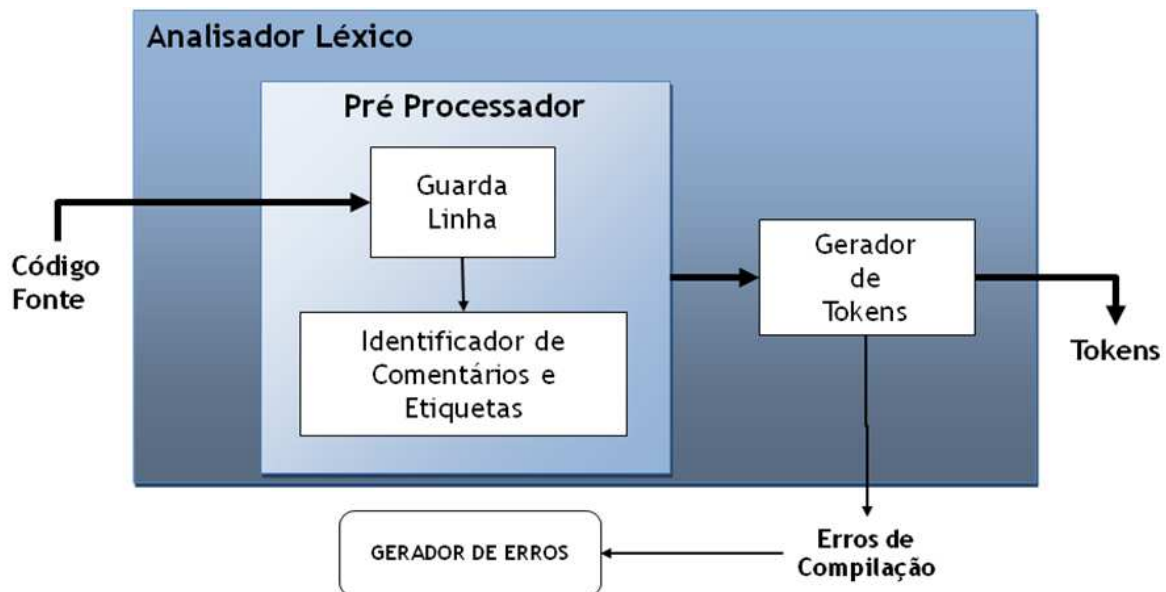 Analisador Léxico
Pré Processador
Guarda
Linha
Código
Fonte
Identificador de
Comentários e
Etiquetas
Gerador
de
Tokens
Tokens
Erros de
Compilação
GERADOR DE ERROS